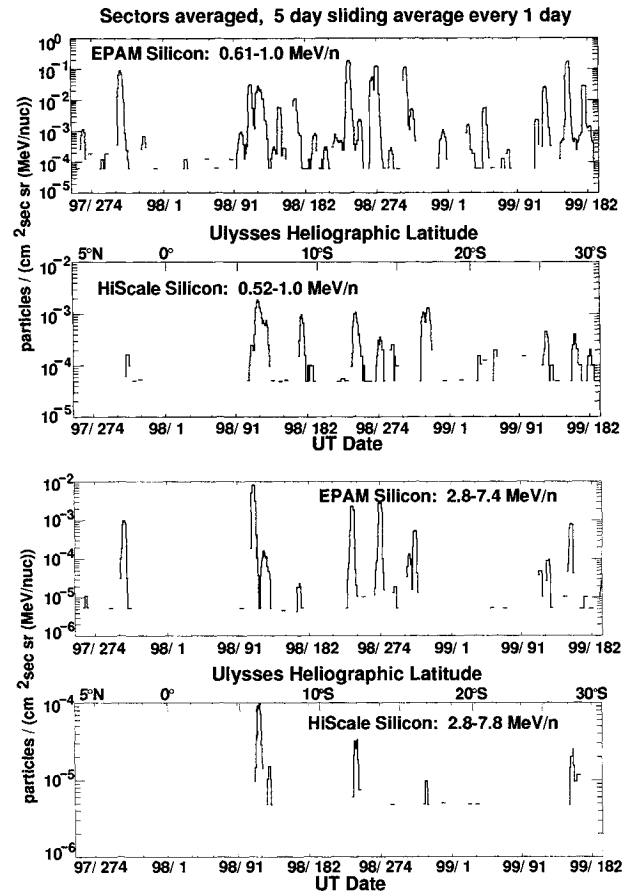 Sectors averaged, 5 day sliding average every 1 day
10^0
EPAM Silicon: 0.61-1.0 MeV/n
10^-1
10^-2
10^-3
10^-4
10^-5
97/ 274 98/ 1 98/ 91 98/ 182 98/ 274 99/ 1 99/ 91 99/ 182
Ulysses Heliographic Latitude
5°N 0° 10°S 20°S 30°S
particles / (cm ²sec sr (MeV/nuc))
10^-2
HiScale Silicon: 0.52-1.0 MeV/n
10^-3
10^-4
10^-5
97/ 274 98/ 1 98/ 91 98/ 182 98/ 274 99/ 1 99/ 91 99/ 182
UT Date
10^-2
EPAM Silicon: 2.8-7.4 MeV/n
10^-3
10^-4
10^-5
10^-6
97/ 274 98/ 1 98/ 91 98/ 182 98/ 274 99/ 1 99/ 91 99/ 182
Ulysses Heliographic Latitude
5°N 0° 10°S 20°S 30°S
particles / (cm ²sec sr (MeV/nuc))
10^-4
HiScale Silicon: 2.8-7.8 MeV/n
10^-5
10^-6
97/ 274 98/ 1 98/ 91 98/ 182 98/ 274 99/ 1 99/ 91 99/ 182
UT Date